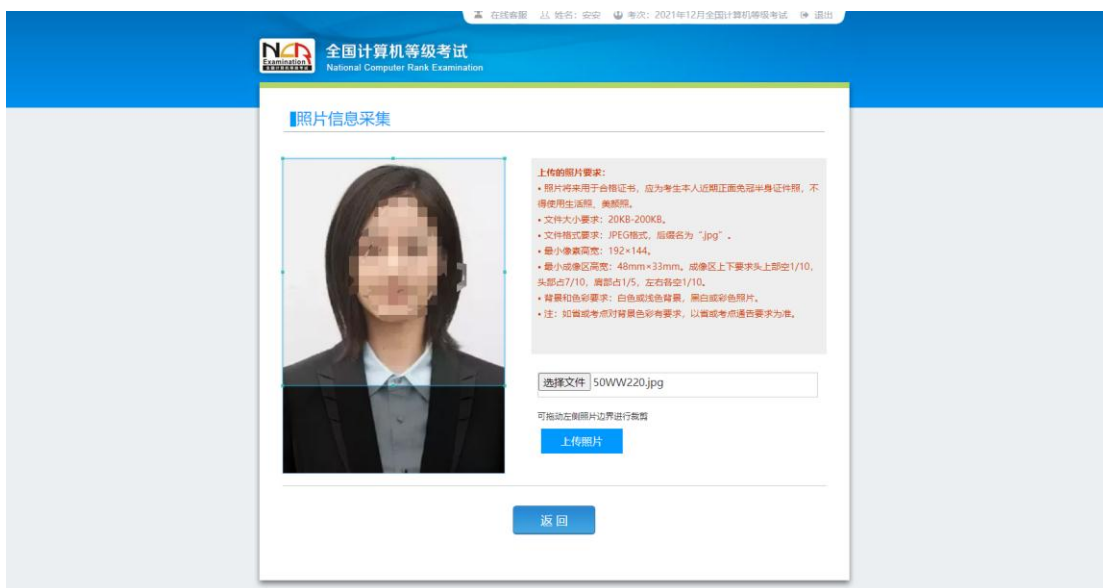 在线客服 姓名：安安 考次：2021年12月全国计算机等级考试 退出
NCR
Examination
全国计算机等级考试
全国计算机等级考试
National Computer Rank Examination
照片信息采集
上传的照片要求：
• 照片将来用于合格证书，应为考生本人近期正面免冠半身证件照，不
得使用生活照、美颜照。
• 文件大小要求：20KB-200KB。
• 文件格式要求：JPEG格式，后缀名为“.jpg”。
• 最小像素高宽：192×144。
• 最小成像区高宽：48mm×33mm。成像区上下要求头上部空1/10，
头部占7/10，肩部占1/5，左右各空1/10。
• 背景和色彩要求：白色或浅色背景，黑白或彩色照片。
• 注：如省或考点对背景色彩有要求，以省或考点通告要求为准。
选择文件 50WW220.jpg
可拖动左侧照片边界进行裁剪
上传照片
返回